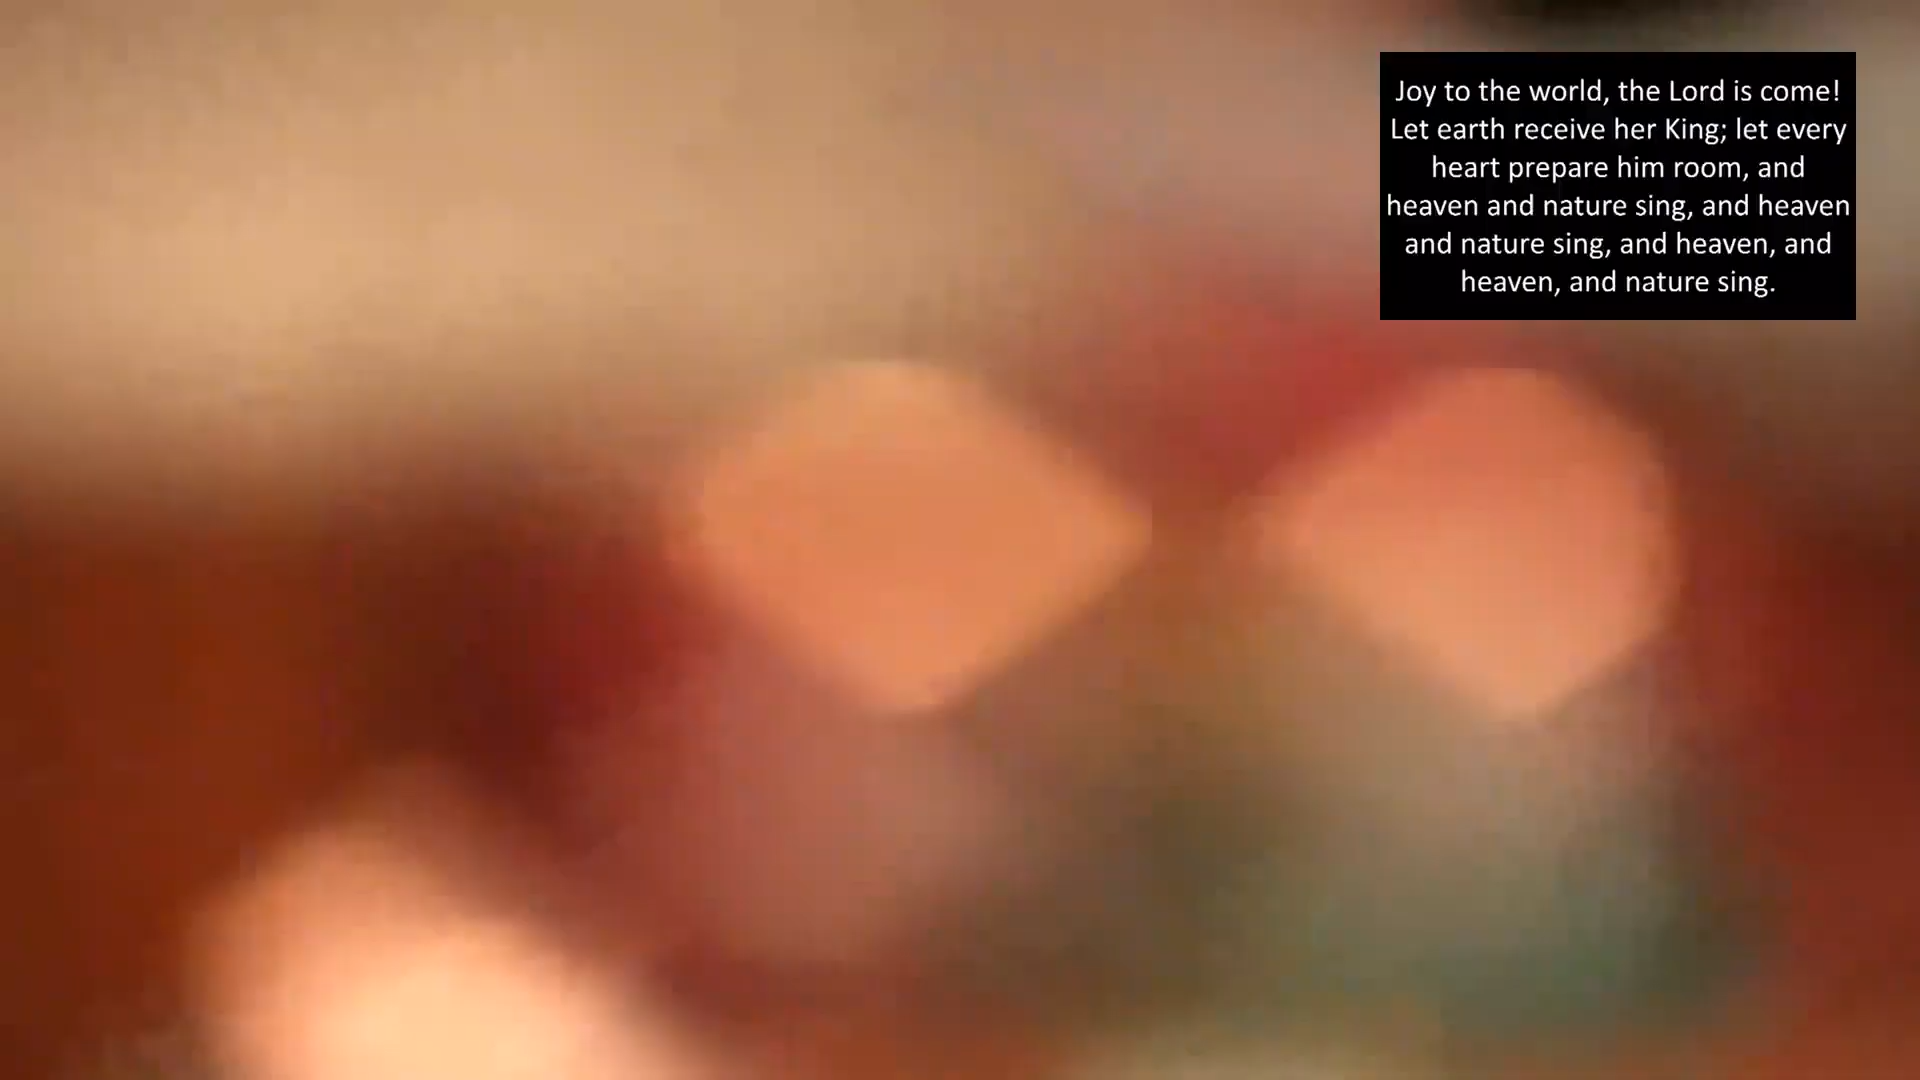 Joy to the world, the Lord is come!
Let earth receive her King; let every
heart prepare him room, and
heaven and nature sing, and heaven
and nature sing, and heaven, and
heaven, and nature sing.